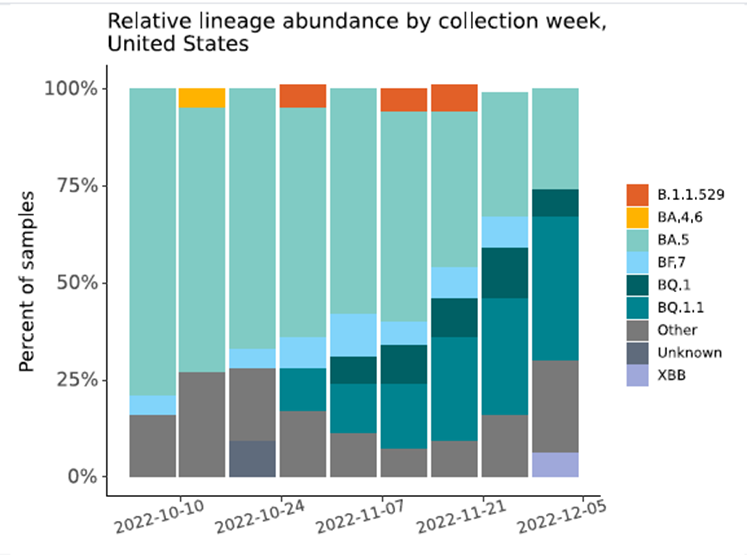 Relative lineage abundance by collection week,
United States
Percent of samples
100%
75%
50%
25%
0%
2022-10-10
2022-10-24
2022-11-07
2022-11-21
2022-12-05
B.1.1.529
BA,4,6
BA,5
BF,7
BQ.1
BQ.1.1
Other
Unknown
XBB